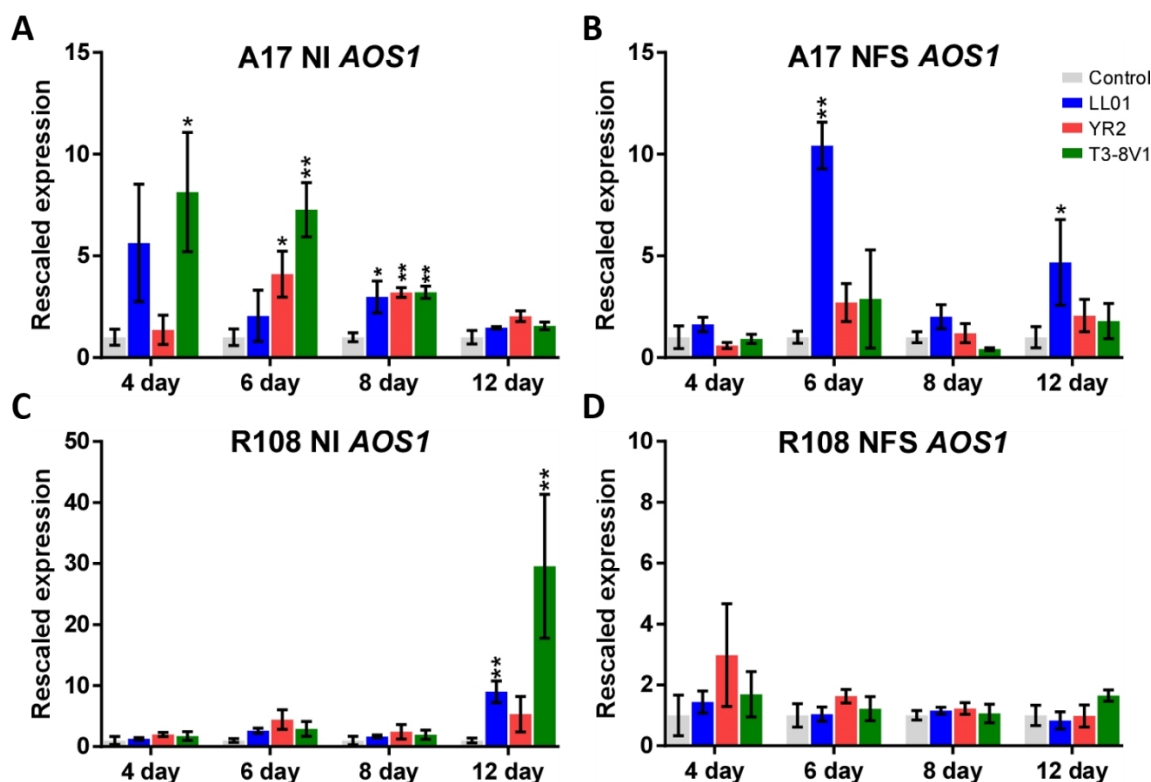 A
A17 NI AOS1
Rescaled expression
15
10
5
0
*
*
**
*
**
**
4 day
6 day
8 day
12 day
B
A17 NFS AOS1
Rescaled expression
15
10
5
0
**
*
Control
LL01
YR2
T3-8V1
4 day
6 day
8 day
12 day
C
R108 NI AOS1
Rescaled expression
50
40
30
20
10
0
**
**
4 day
6 day
8 day
12 day
D
R108 NFS AOS1
Rescaled expression
10
8
6
4
2
0
4 day
6 day
8 day
12 day